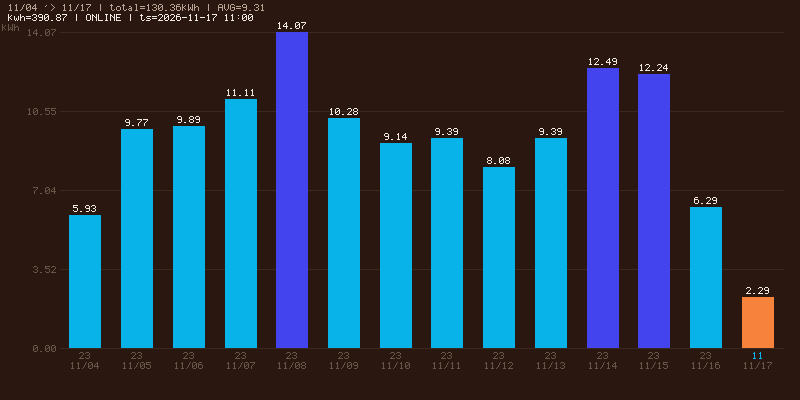 11/04 -> 11/17 | total=130.36kWh | AVG=9.31
Kwh=390.87 | ONLINE | ts=2026-11-17 11:00
kWh
14.07
10.55
7.04
3.52
0.00
5.93 9.77 9.89 11.11 14.07 10.28 9.14 9.39 8.08 9.39 12.49 12.24 6.29 2.29
23 23 23 23 23 23 23 23 23 23 23 23 23 11
11/04 11/05 11/06 11/07 11/08 11/09 11/10 11/11 11/12 11/13 11/14 11/15 11/16 11/17